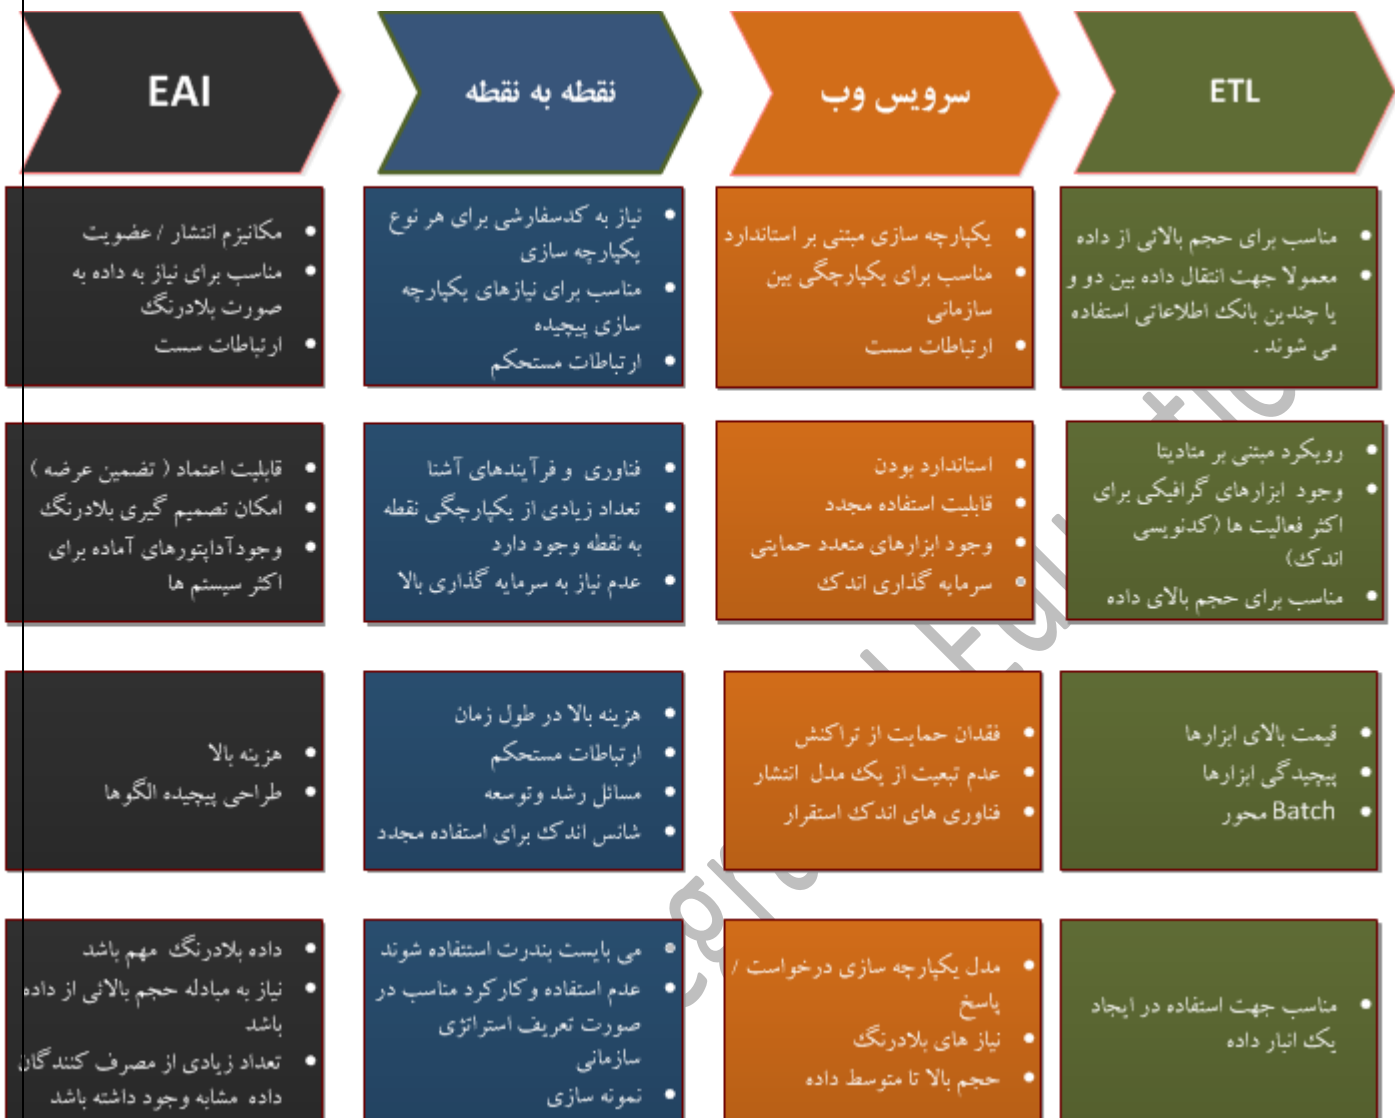 ETL
سرویس وب
نقطه به نقطه
EAI
مناسب برای حجم بالائی از داده
معمولا جهت انتقال داده بین دو و
یا چندین بانک اطلاعاتی استفاده
می شوند .
یکپارچه سازی مبتنی بر استاندارد
مناسب برای یکپارچگی بین
سازمانی
ارتباطات سست
نیاز به کدسفارشی برای هر نوع
یکپارچه سازی
مناسب برای نیازهای یکپارچه
سازی پیچیده
ارتباطات مستحکم
مکانیزم انتشار / عضویت
مناسب برای نیاز به داده به
صورت بلادرنگ
ارتباطات سست
رویکرد مبتنی بر متادیتا
وجود ابزارهای گرافیکی برای
اکثر فعالیت ها (کدنویسی
اندک)
مناسب برای حجم بالای داده
استاندارد بودن
قابلیت استفاده مجدد
وجود ابزارهای متعدد حمایتی
سرمایه گذاری اندک
فناوری و فرآیندهای آشنا
تعداد زیادی از یکپارچگی نقطه
به نقطه وجود دارد
عدم نیاز به سرمایه گذاری بالا
قابلیت اعتماد ( تضمین عرضه )
امکان تصمیم گیری بلادرنگ
وجودآداپتورهای آماده برای
اکثر سیستم ها
قیمت بالای ابزارها
پیچیدگی ابزارها
Batch محور
فقدان حمایت از تراکنش
عدم تبعیت از یک مدل انتشار
فناوری های اندک استقرار
هزینه بالا در طول زمان
ارتباطات مستحکم
مسائل رشد وتوسعه
شانس اندک برای استفاده مجدد
هزینه بالا
طراحی پیچیده الگوها
مناسب جهت استفاده در ایجاد
یک انبار داده
مدل یکپارچه سازی درخواست /
پاسخ
نیاز های بلادرنگ
حجم بالا تا متوسط داده
می بایست بندرت استتفاده شوند
عدم استفاده وکارکرد مناسب در
صورت تعریف استراتژی
سازمانی
نمونه سازی
داده بلادرنگ مهم باشد
نیاز به مبادله حجم بالائی از داده
باشد
تعداد زیادی از مصرف کنندگان
داده مشابه وجود داشته باشد